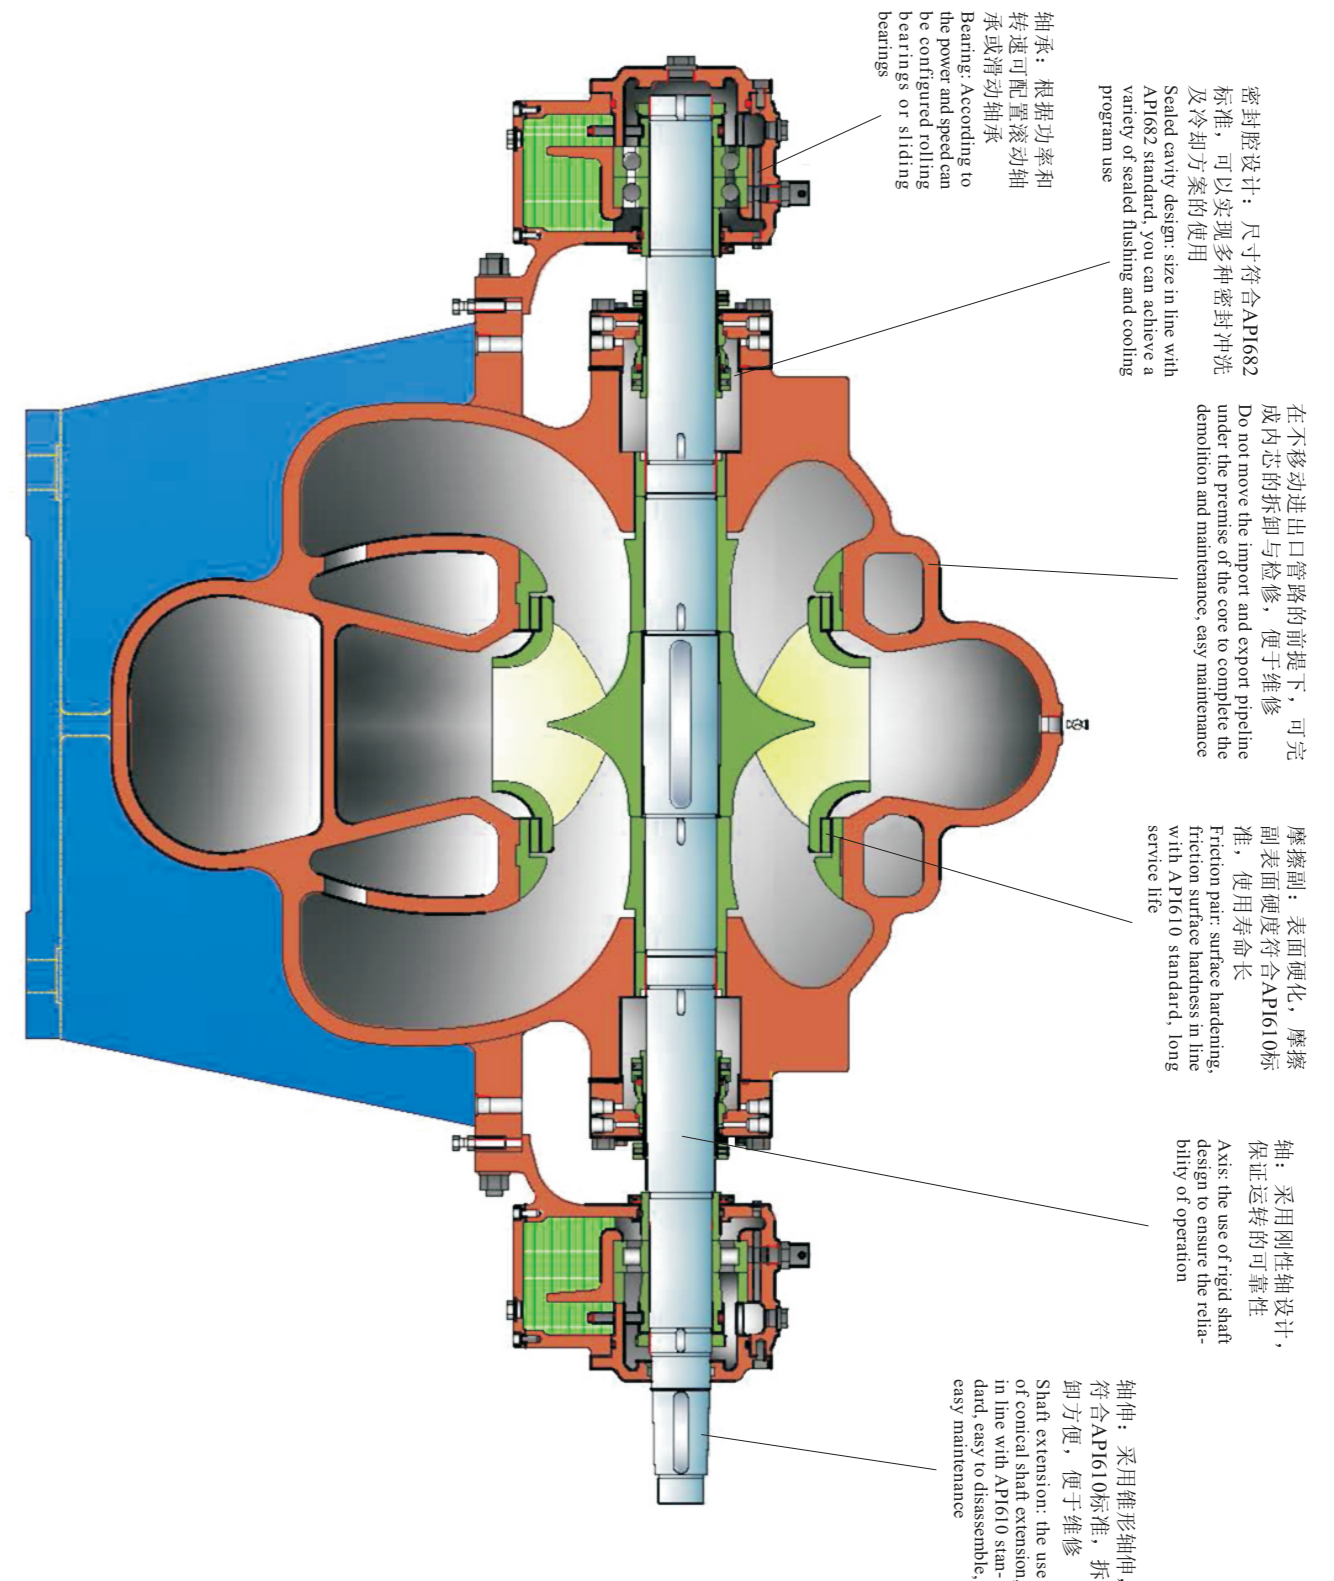 轴承：根据功率和
转速可配置滚动轴
承或滑动轴承
Bearing: According to
the power and speed can
be configured rolling
bearings or sliding
bearings
密封腔设计：尺寸符合API682
标准，可以实现多种密封冲洗
及冷却方案的使用
Sealed cavity design: size in line with
API682 standard, you can achieve a
variety of sealed flushing and cooling
program use
在不移动进出口管路的前提下，可完
成内芯的拆卸与检修，便于维修
Do not move the import and export pipeline
under the premise of the core to complete the
demolition and maintenance, easy maintenance
摩擦副：表面硬化，摩擦
副表面硬度符合API610标
准，使用寿命长
Friction pair: surface hardening,
friction surface hardness in line
with API610 standard, long
service life
轴：采用刚性轴设计，
保证运转的可靠性
Axis: the use of rigid shaft
design to ensure the relia-
bility of operation
轴伸：采用锥形轴伸，
符合API610标准，拆
卸方便，便于维修
Shaft extension: the use
of conical shaft extension,
in line with API610 stan-
dard, easy to disassemble,
easy maintenance